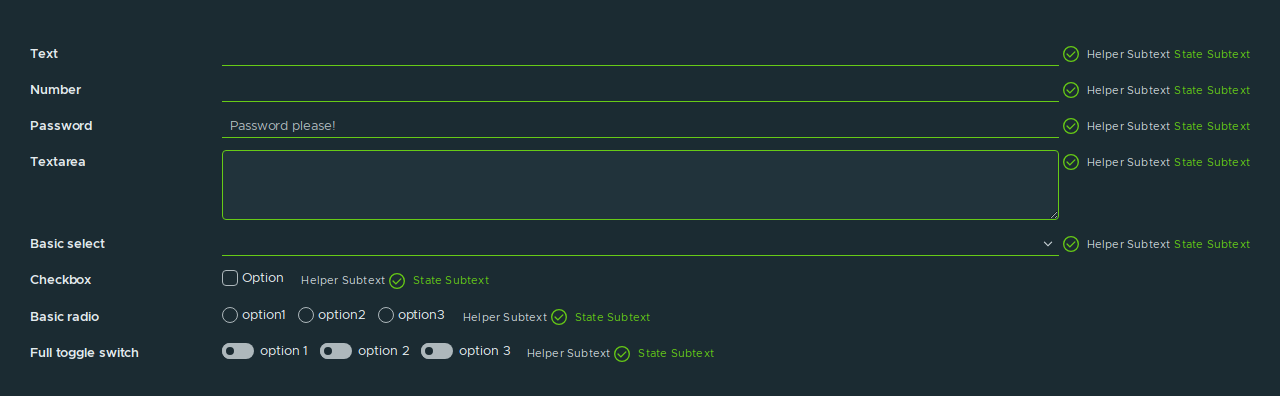 Text Helper Subtext State Subtext
Number Helper Subtext State Subtext
Password Password please! Helper Subtext State Subtext
Textarea Helper Subtext State Subtext
Basic select Helper Subtext State Subtext
Checkbox Option Helper Subtext State Subtext
Basic radio option1 option2 option3 Helper Subtext State Subtext
Full toggle switch option 1 option 2 option 3 Helper Subtext State Subtext